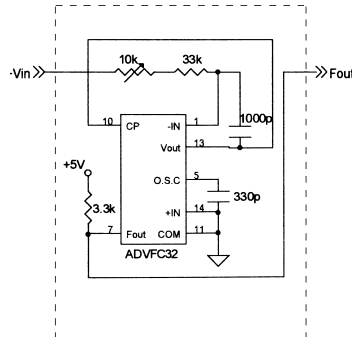 10k
33k
-Vin
Fout
10
CP
-IN
1
1000p
Vout
13
+5V
O.S.C
5
3.3k
330p
+IN
14
7
Fout
COM
11
ADVFC32